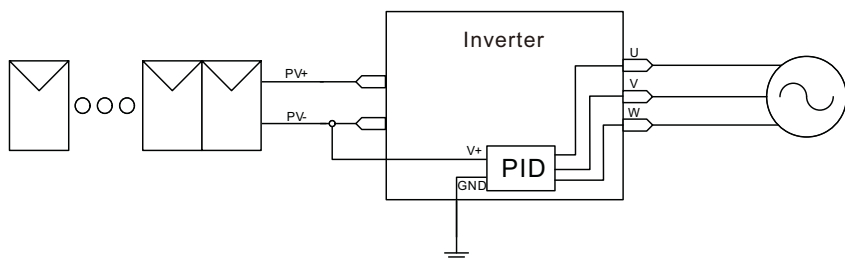 Inverter
U
PV+
V
PV-
W
V+
PID
GND